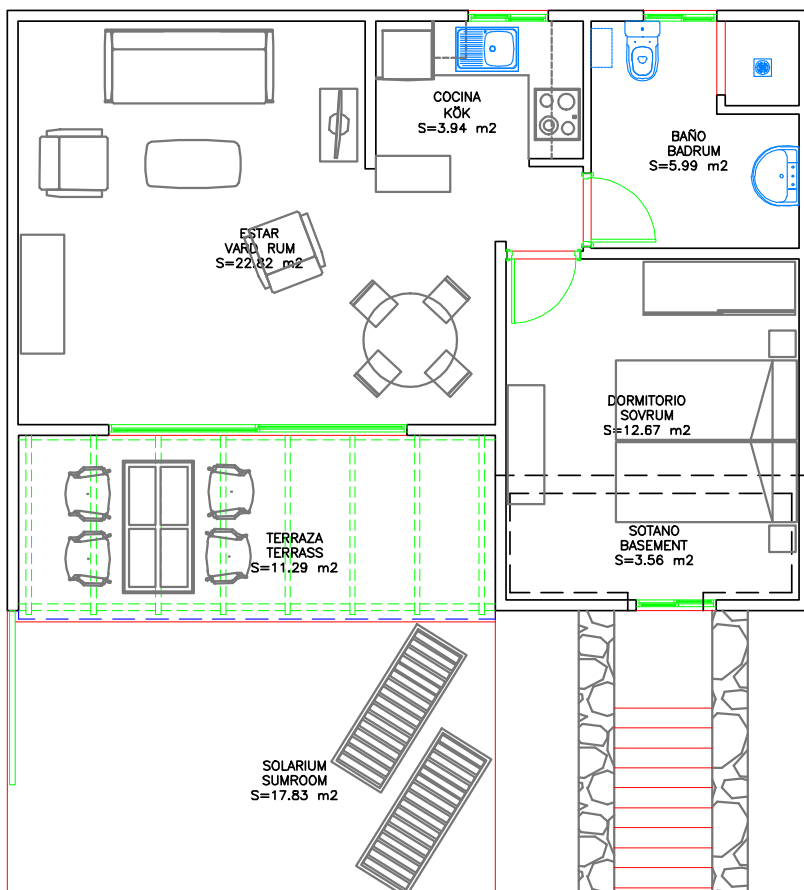 COCINA
KÖK
S=3.94 m2
BAÑO
BADRUM
S=5.99 m2
ESTAR
VARD RUM
S=22.82 m2
DORMITORIO
SOVRUM
S=12.67 m2
SOTANO
BASEMENT
S=3.56 m2
TERRAZA
TERRASS
S=11.29 m2
SOLARIUM
SUMROOM
S=17.83 m2